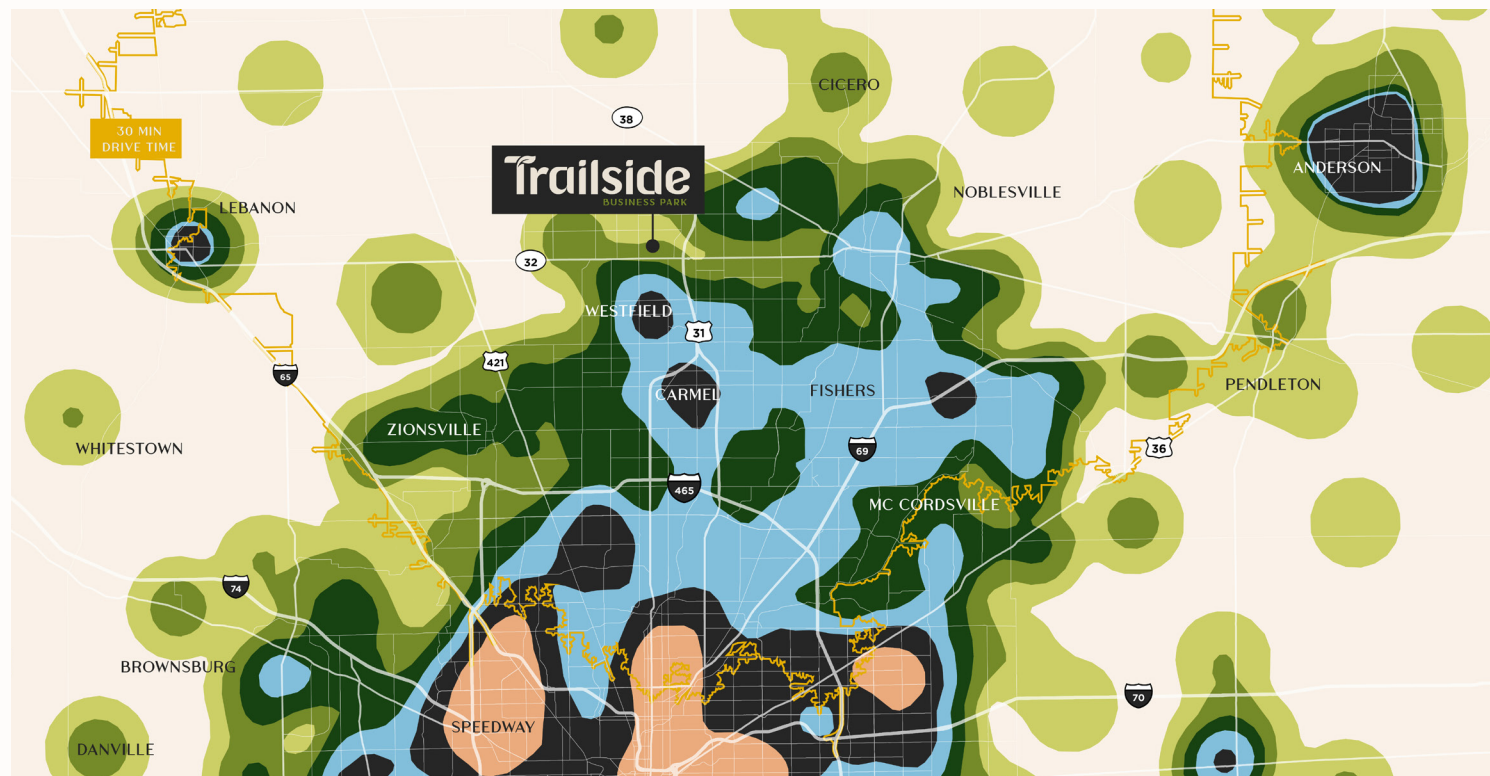 CICERO
38
30 MIN
DRIVE TIME
Trailside
BUSINESS PARK
ANDERSON
NOBLESVILLE
LEBANON
32
WESTFIELD
31
421
65
CARMEL
FISHERS
PENDLETON
ZIONSVILLE
WHITESTOWN
69
36
465
MC CORDSVILLE
74
BROWNSBURG
70
SPEEDWAY
DANVILLE